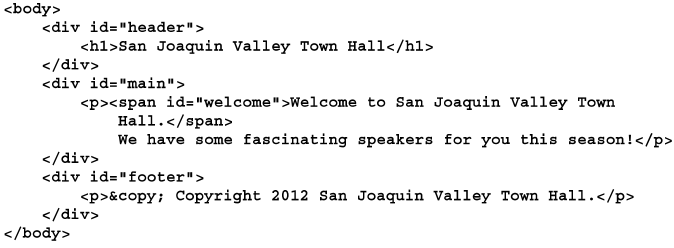 <body>
    <div id="header">
        <h1>San Joaquin Valley Town Hall</h1>
    </div>
    <div id="main">
        <p><span id="welcome">Welcome to San Joaquin Valley Town
            Hall.</span>
            We have some fascinating speakers for you this season!</p>
    </div>
    <div id="footer">
        <p>&copy; Copyright 2012 San Joaquin Valley Town Hall.</p>
    </div>
</body>